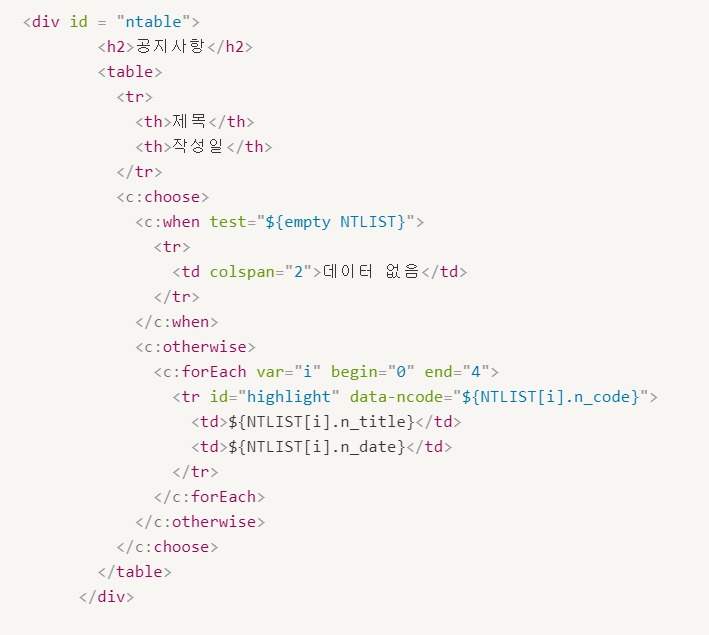 <div id = "ntable">
<h2>공지사항</h2>
<table>
<tr>
<th>제목</th>
<th>작성일</th>
</tr>
<c:choose>
<c:when test="${empty NTLIST}">
<tr>
<td colspan="2">데이터 없음</td>
</tr>
</c:when>
<c:otherwise>
<c:forEach var="i" begin="0" end="4">
<tr id="highlight" data-ncode="${NTLIST[i].n_code}">
<td>${NTLIST[i].n_title}</td>
<td>${NTLIST[i].n_date}</td>
</tr>
</c:forEach>
</c:otherwise>
</c:choose>
</table>
</div>